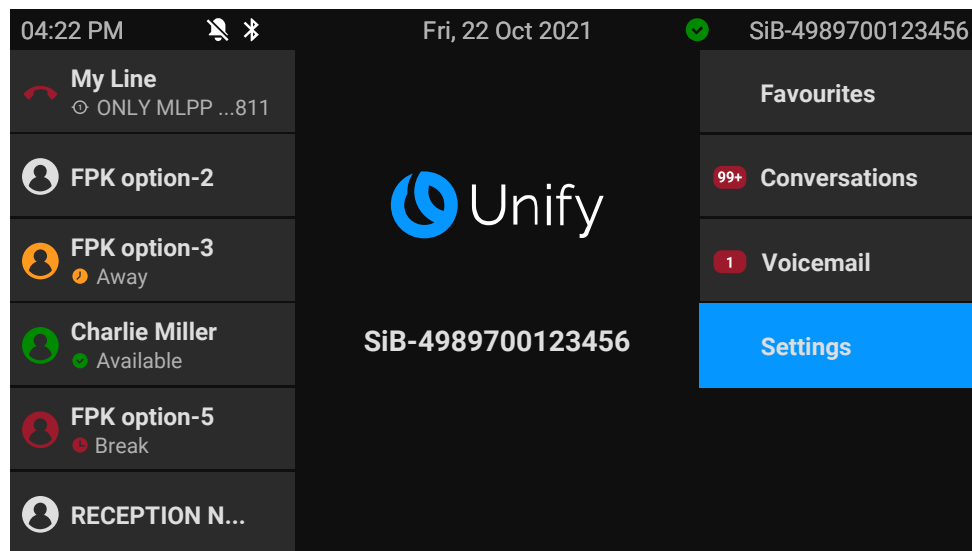 04:22 PM Fri, 22 Oct 2021 SiB-4989700123456
My Line
ONLY MLPP ...811
FPK option-2
FPK option-3
Away
Charlie Miller
Available
FPK option-5
Break
RECEPTION N...
Unify
SiB-4989700123456
Favourites
99+ Conversations
1 Voicemail
Settings